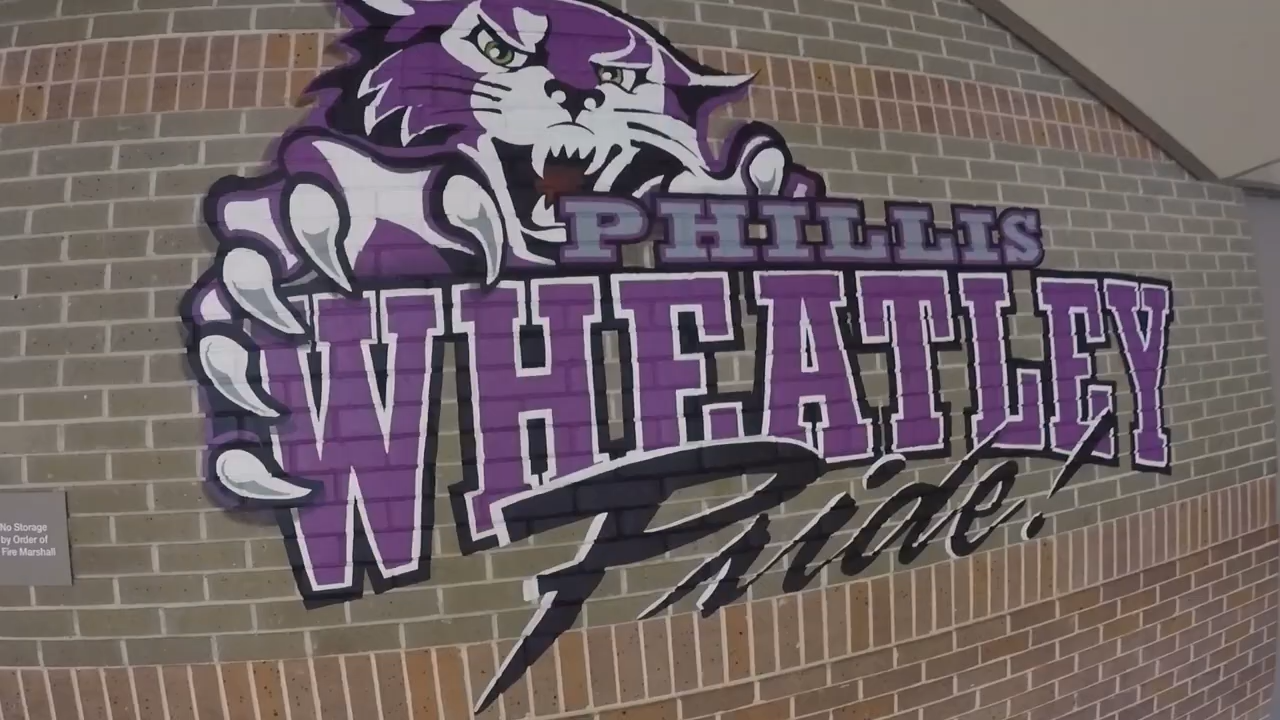 PHILLIS
WHEATLEY
Pride!
No Storage
by Order of
Fire Marshall